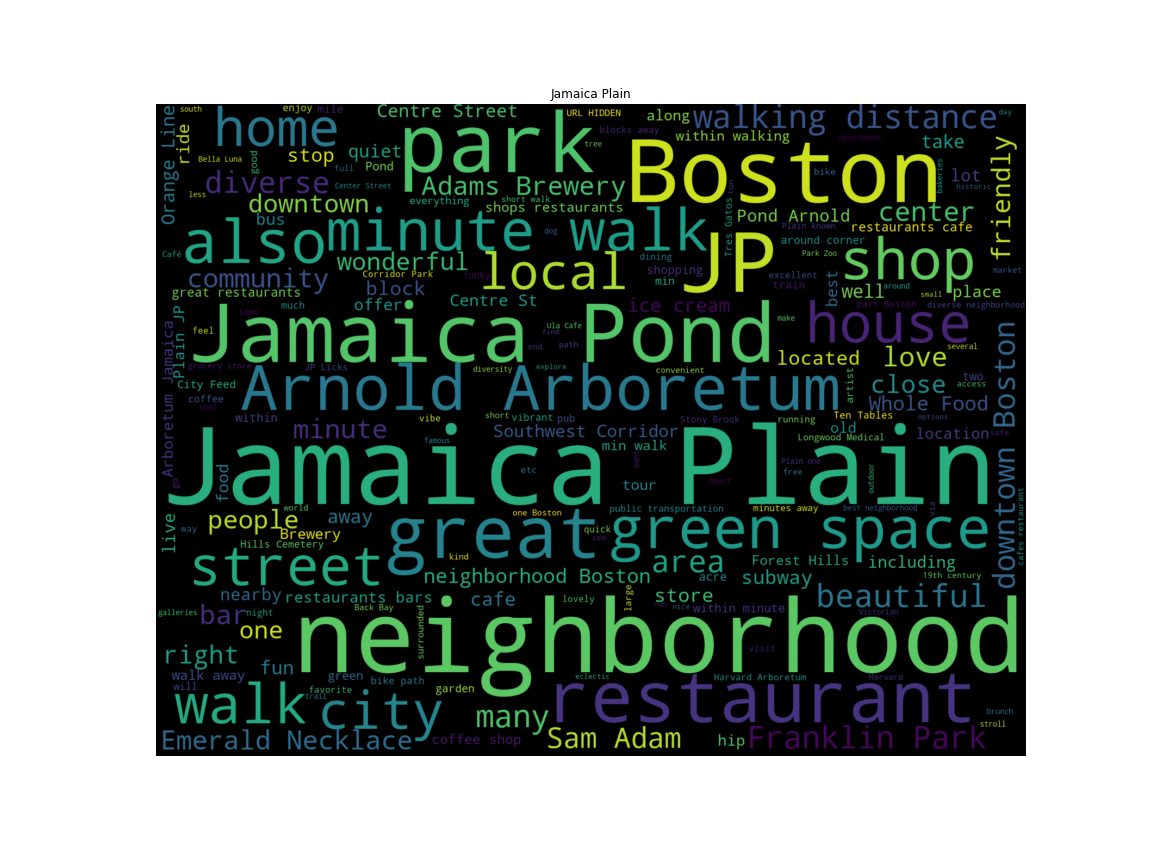 Jamaica Plain
south
enjoy
mile
Centre Street
URL HIDDEN
along
walking distance
day
Orange Line
ride
home
park
blocks away
within walking
apartment
take
tree
Boston
friendly
Bella Luna
good
stop
quiet
Pond
full
diverse
Center Street
Adams Brewery
bike
bakeries
lot
historic
less
downtown
everything
short walk
shops restaurants
ton
Tres Gatos
Pond Arnold
center
bus
also
minute walk
dog
Plain known
restaurants cafe
JP
around corner
shop
Café
wonderful
local
dining
Park Zoo
community
Corridor Park
funky
shopping
excellent
market
block
min
train
best
well
around
great restaurants
much
offer
Centre St
ice cream
part Boston
small
place
diverse neighborhood
Plain JP
town
Jamaica Pond
make
house
feel
Ula Cafe
find
end
path
located
love
several
Arboretum Jamaica
grocery store
JP Licks
diversity
explore
convenient
City Feed
Arnold Arboretum
artist
close
two
access
downtown Boston
coffee
cool
Whole Food
within
vibe
short
vibrant
pub
Stony Brook
running
Ten Tables
options
minute
famous
Southwest Corridor
min walk
old
Longwood Medical
location
safe
Jamaica Plain
go
food
etc
want
Plain one
free
outdoor
tour
heart
world
live
way
people
away
one Boston
public transportation
minutes away
best neighborhood
via
Brewery
great
quick
see
green space
cafes restaurant
Hills Cemetery
kind
street
area
Forest Hills
including
neighborhood Boston
acre
subway
19th century
nearby
restaurants bars
cafe
lovely
large
store
beautiful
galleries
night
Back Bay
nice
within minute
Victorian
bar
one
surrounded
neighborhood
visit
right
fun
walk away
green
bike path
eclectic
Harvard Arboretum
Harvard
will
favorite
trail
garden
walk
city
many
restaurant
brunch
stroll
Emerald Necklace
coffee shop
Sam Adam
hip
Franklin Park